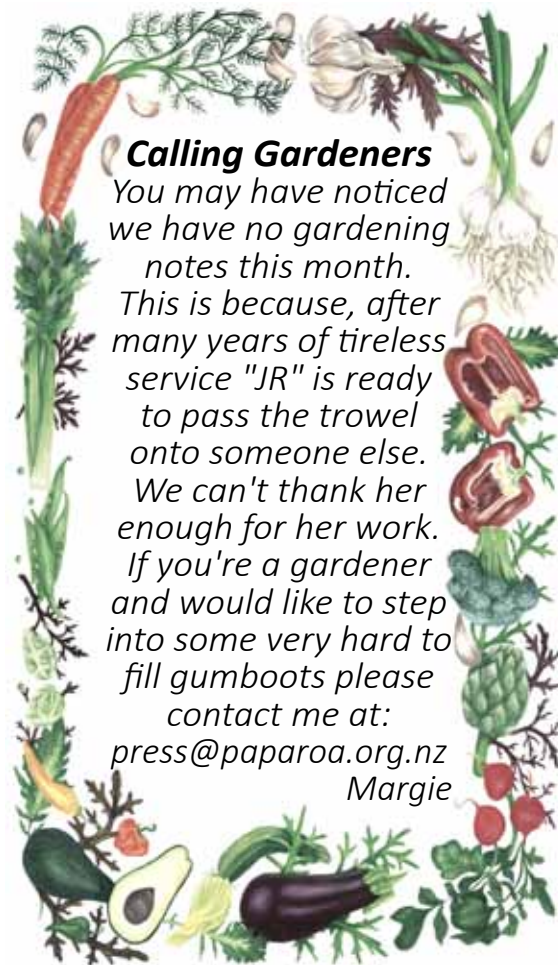 Calling Gardeners
You may have noticed
we have no gardening
notes this month.
This is because, after
many years of tireless
service "JR" is ready
to pass the trowel
onto someone else.
We can't thank her
enough for her work.
If you're a gardener
and would like to step
into some very hard to
fill gumboots please
contact me at:
press@paparoa.org.nz
Margie